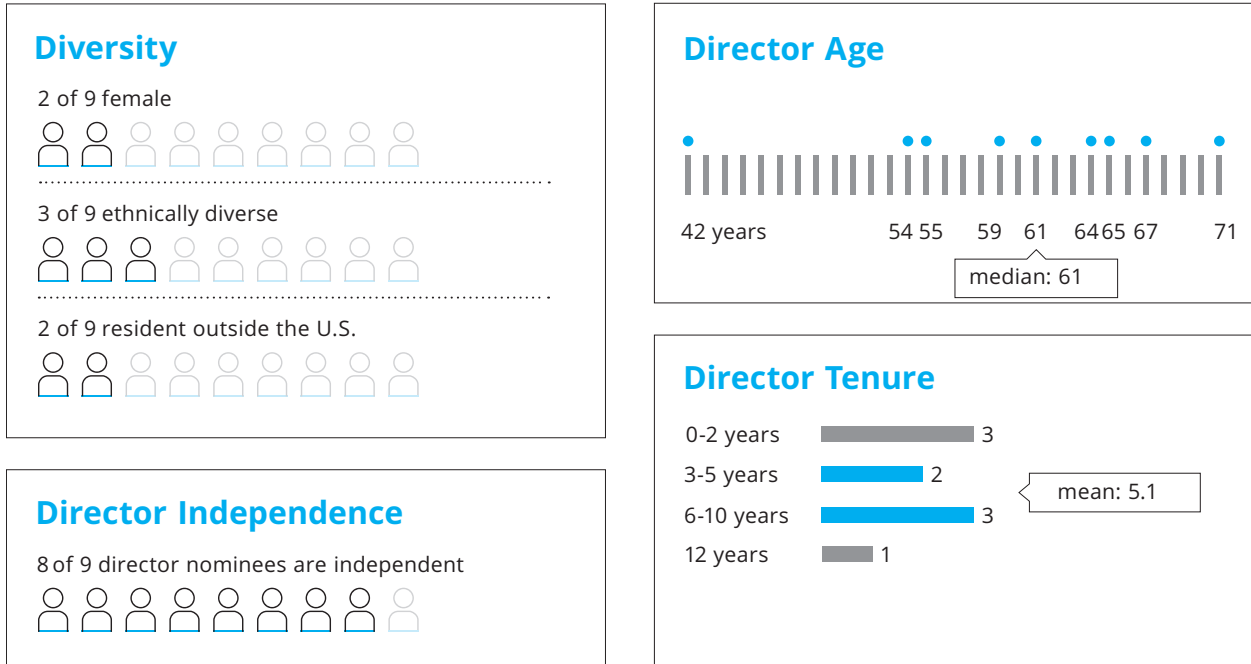 Diversity
2 of 9 female
3 of 9 ethnically diverse
2 of 9 resident outside the U.S.
Director Independence
8 of 9 director nominees are independent
Director Age
42 years 54 55 59 61 64 65 67 71
median: 61
Director Tenure
0-2 years 3
3-5 years 2
mean: 5.1
6-10 years 3
12 years 1